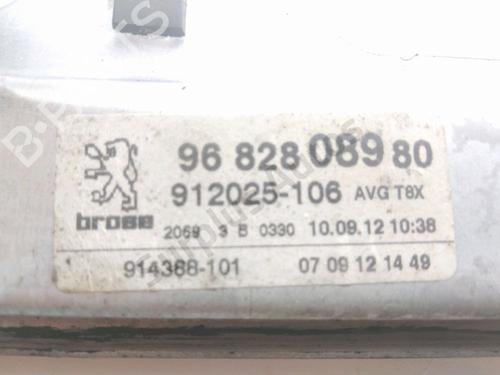 96 828 089 80
brose
912025-106 AVG T8X
2069 3 B 0330 10.09.12 10:38
914368-101 07 09 12 14 49